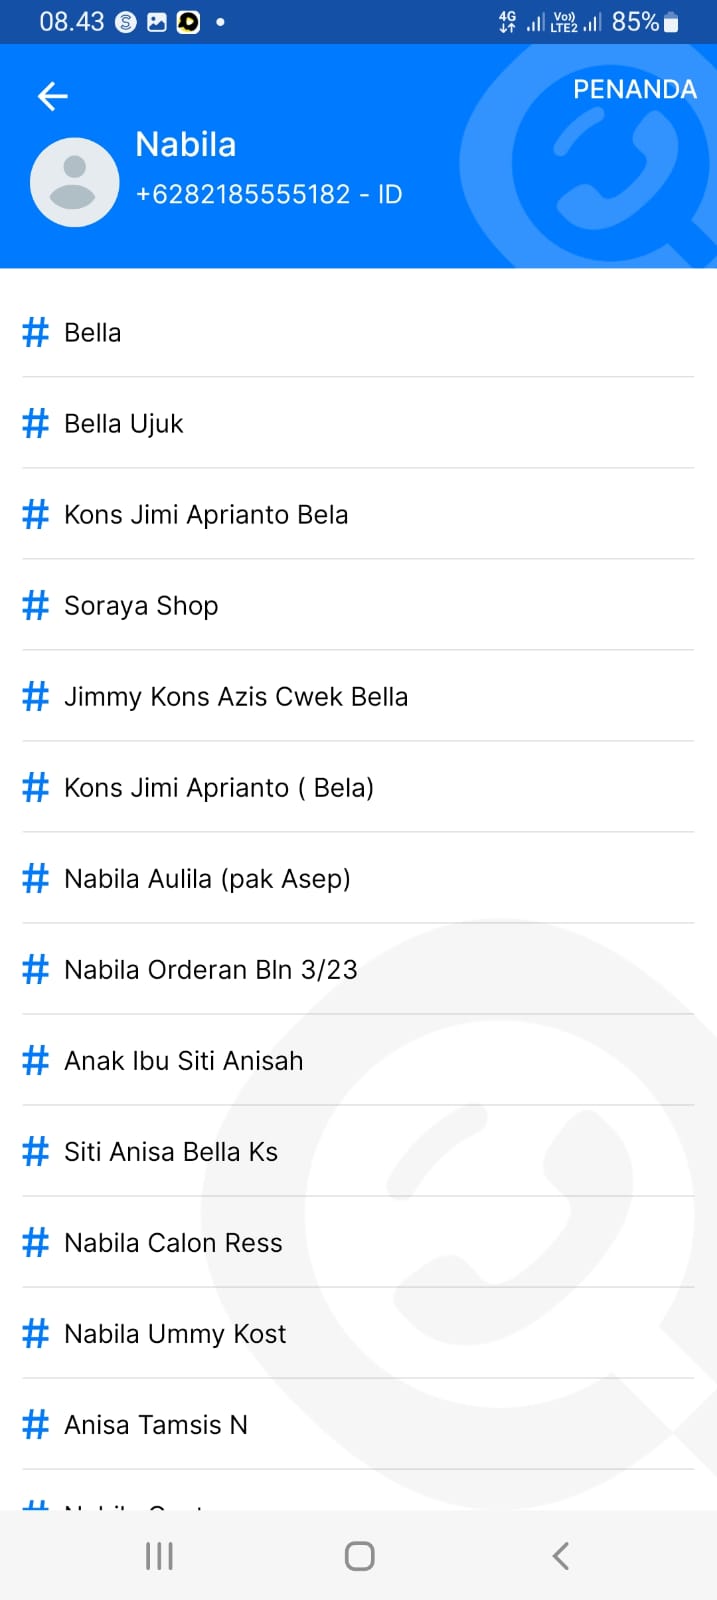 08.43
4G Vo)) LTE2 85%
PENANDA
Nabila
+6282185555182 - ID
# Bella
# Bella Ujuk
# Kons Jimi Aprianto Bela
# Soraya Shop
# Jimmy Kons Azis Cwek Bella
# Kons Jimi Aprianto ( Bela)
# Nabila Aulila (pak Asep)
# Nabila Orderan Bln 3/23
# Anak Ibu Siti Anisah
# Siti Anisa Bella Ks
# Nabila Calon Ress
# Nabila Ummy Kost
# Anisa Tamsis N
#